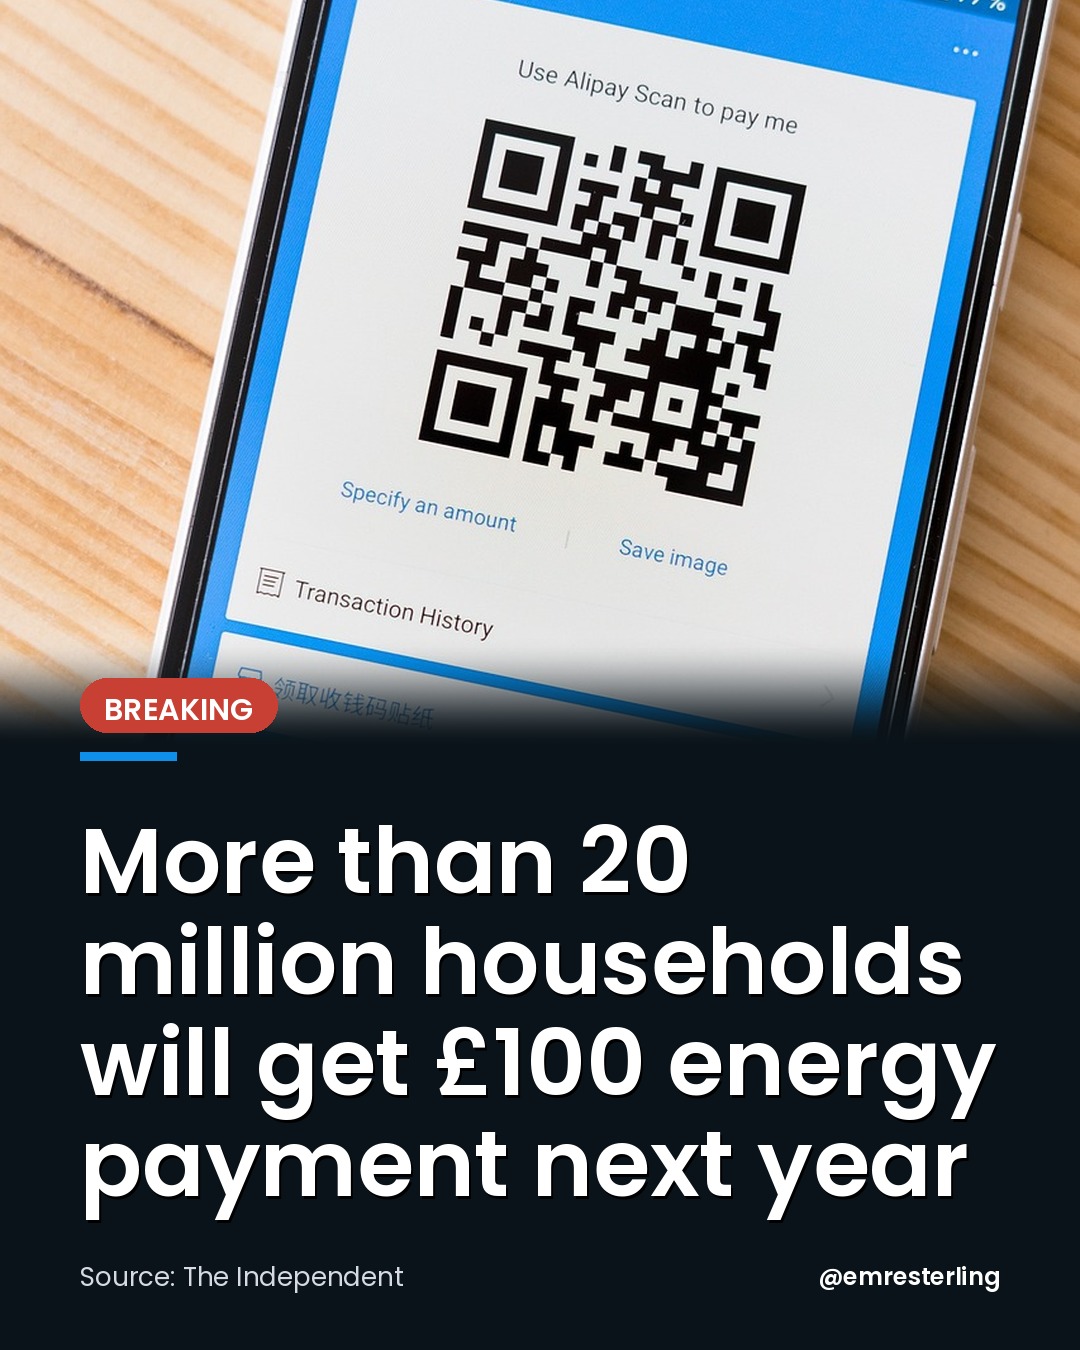 Use Alipay Scan to pay me
Specify an amount
Save image
Transaction History
领取收钱码贴纸
BREAKING
More than 20
million households
will get £100 energy
payment next year
Source: The Independent
@emresterling